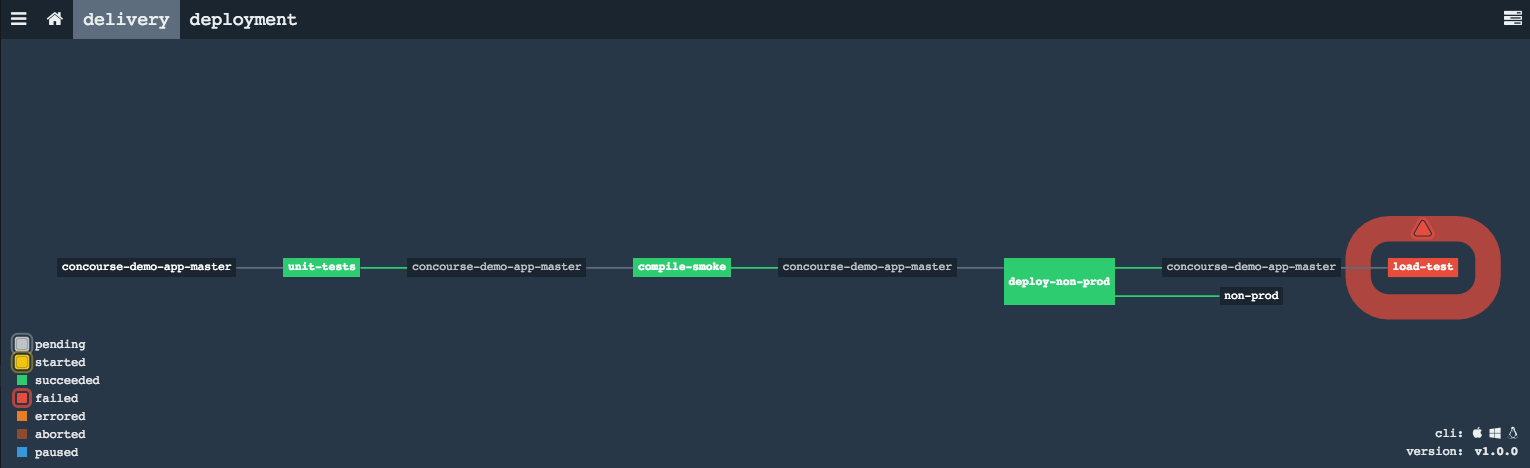 delivery deployment
concourse-demo-app-master unit-tests concourse-demo-app-master compile-smoke concourse-demo-app-master deploy-non-prod concourse-demo-app-master load-test
non-prod
pending
started
succeeded
failed
errored
aborted
paused
cli:
version: v1.0.0